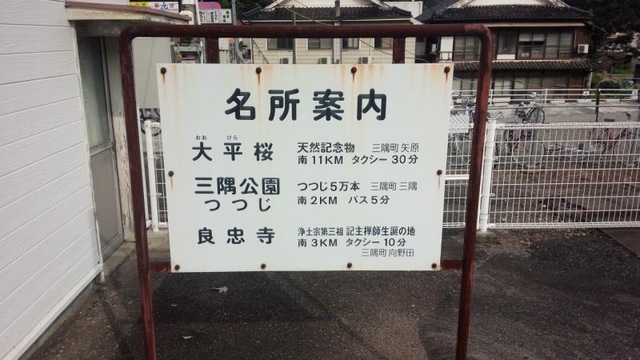 名所案内
おお ひら
大平桜 天然記念物 三隅町 矢原
南 11KM タクシー 30分
三隅公園 つつじ5万本 三隅町 三隅
つつじ 南 2KM バス 5分
良忠寺 浄土宗第三祖 記主禅師生誕の地
南 3KM タクシー 10分
三隅町 向野田